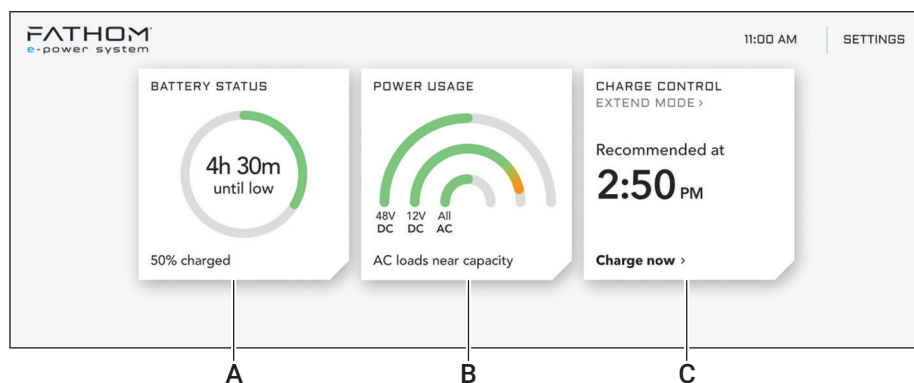 FATHOM
e-power system
11:00 AM
SETTINGS
BATTERY STATUS
4h 30m
until low
50% charged
POWER USAGE
48V DC
12V DC
All AC
AC loads near capacity
CHARGE CONTROL
EXTEND MODE >
Recommended at
2:50 PM
Charge now >
A
B
C